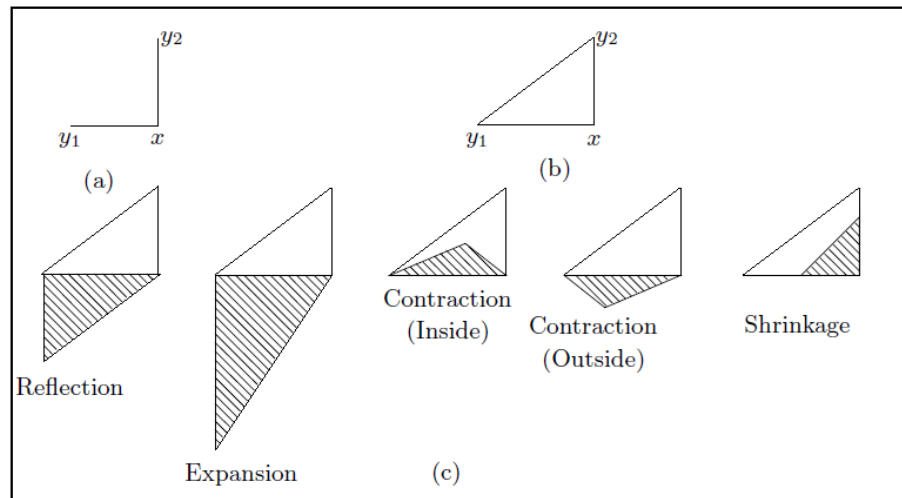 y₂
y₁ x
(a)
y₂
y₁ x
(b)
Reflection
Expansion
Contraction
(Inside)
Contraction
(Outside)
Shrinkage
(c)